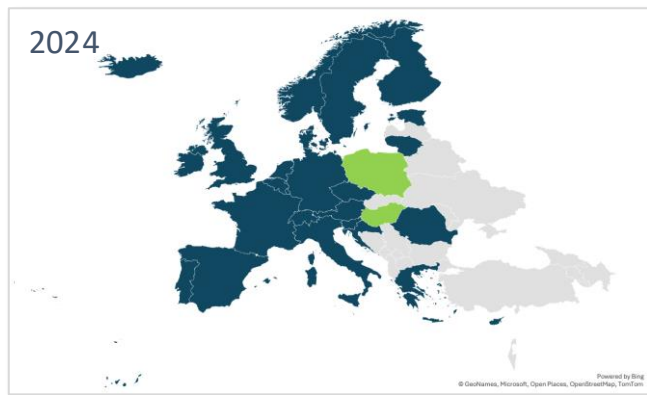 2024
Powered by Bing
© GeoNames, Microsoft, Open Places, OpenStreetMap, TomTom